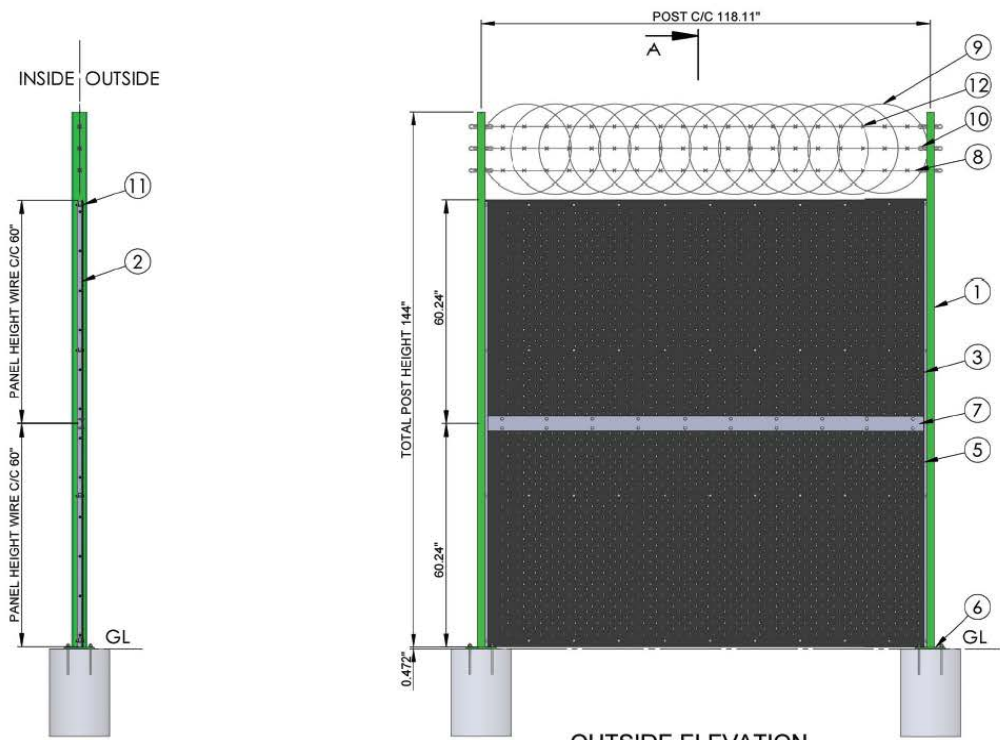 POST C/C 118.11"
A
INSIDE OUTSIDE
9
12
10
8
11
2
1
3
7
5
6
PANEL HEIGHT WIRE C/C 60"
PANEL HEIGHT WIRE C/C 60"
TOTAL POST HEIGHT 144"
60.24"
60.24"
0.472"
GL
GL
OUTSIDE ELEVATION